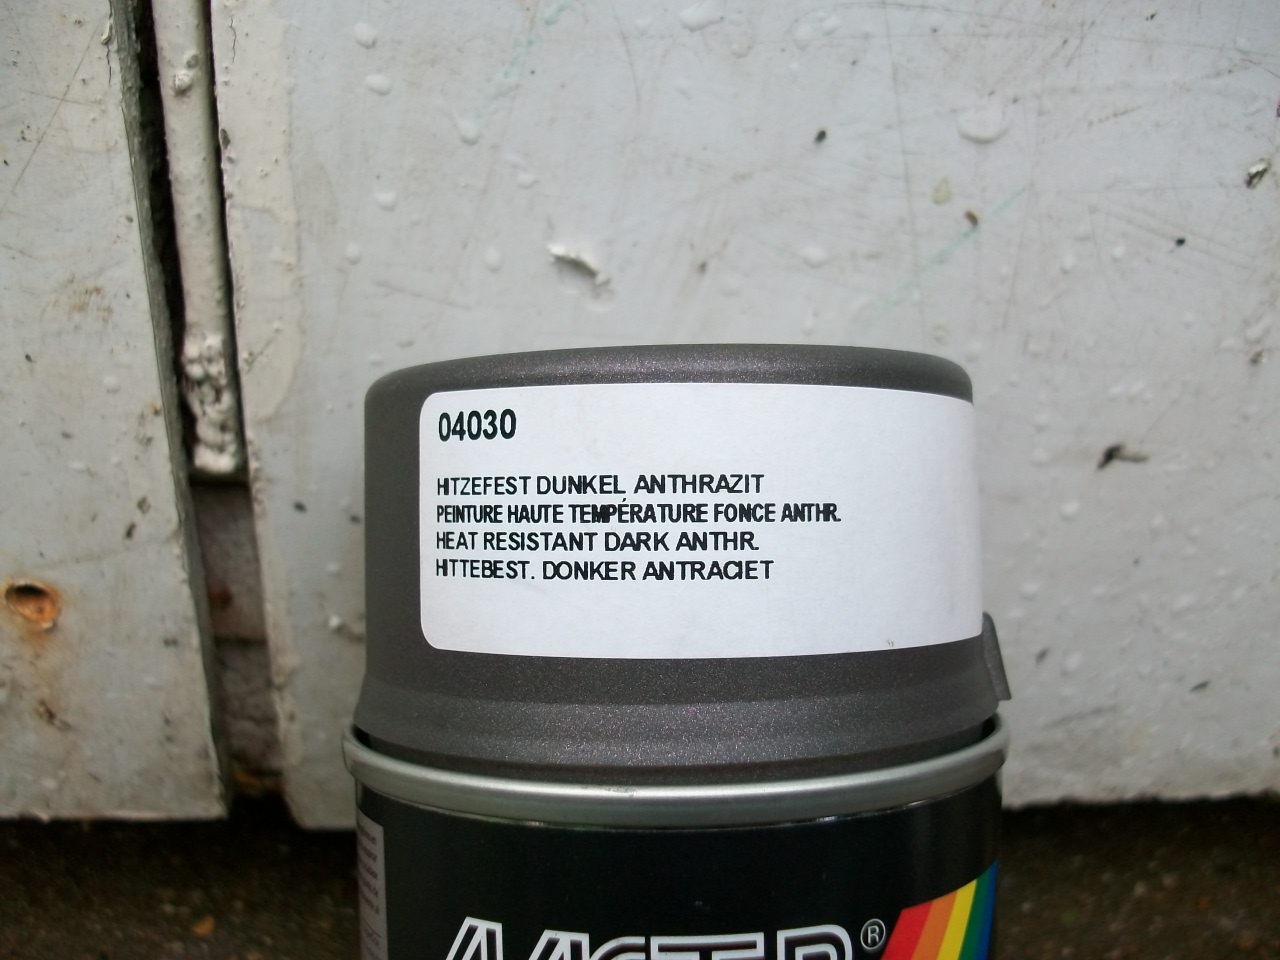 04030
HITZEFEST DUNKEL ANTHRAZIT
PEINTURE HAUTE TEMPÉRATURE FONCE ANTHR.
HEAT RESISTANT DARK ANTHR.
HITTEBEST. DONKER ANTRACIET
®